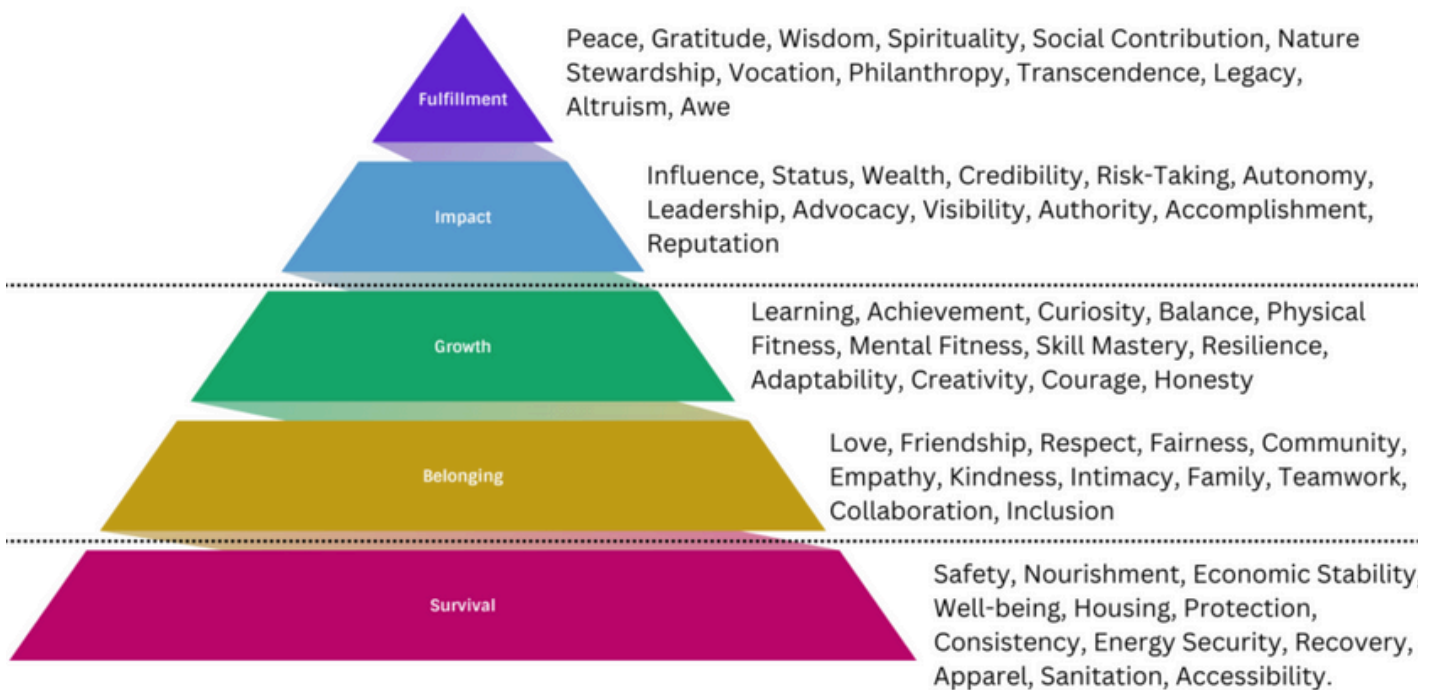 Fulfillment
Peace, Gratitude, Wisdom, Spirituality, Social Contribution, Nature
Stewardship, Vocation, Philanthropy, Transcendence, Legacy,
Altruism, Awe
Impact
Influence, Status, Wealth, Credibility, Risk-Taking, Autonomy,
Leadership, Advocacy, Visibility, Authority, Accomplishment,
Reputation
Growth
Learning, Achievement, Curiosity, Balance, Physical
Fitness, Mental Fitness, Skill Mastery, Resilience,
Adaptability, Creativity, Courage, Honesty
Belonging
Love, Friendship, Respect, Fairness, Community,
Empathy, Kindness, Intimacy, Family, Teamwork,
Collaboration, Inclusion
Survival
Safety, Nourishment, Economic Stability,
Well-being, Housing, Protection,
Consistency, Energy Security, Recovery,
Apparel, Sanitation, Accessibility.